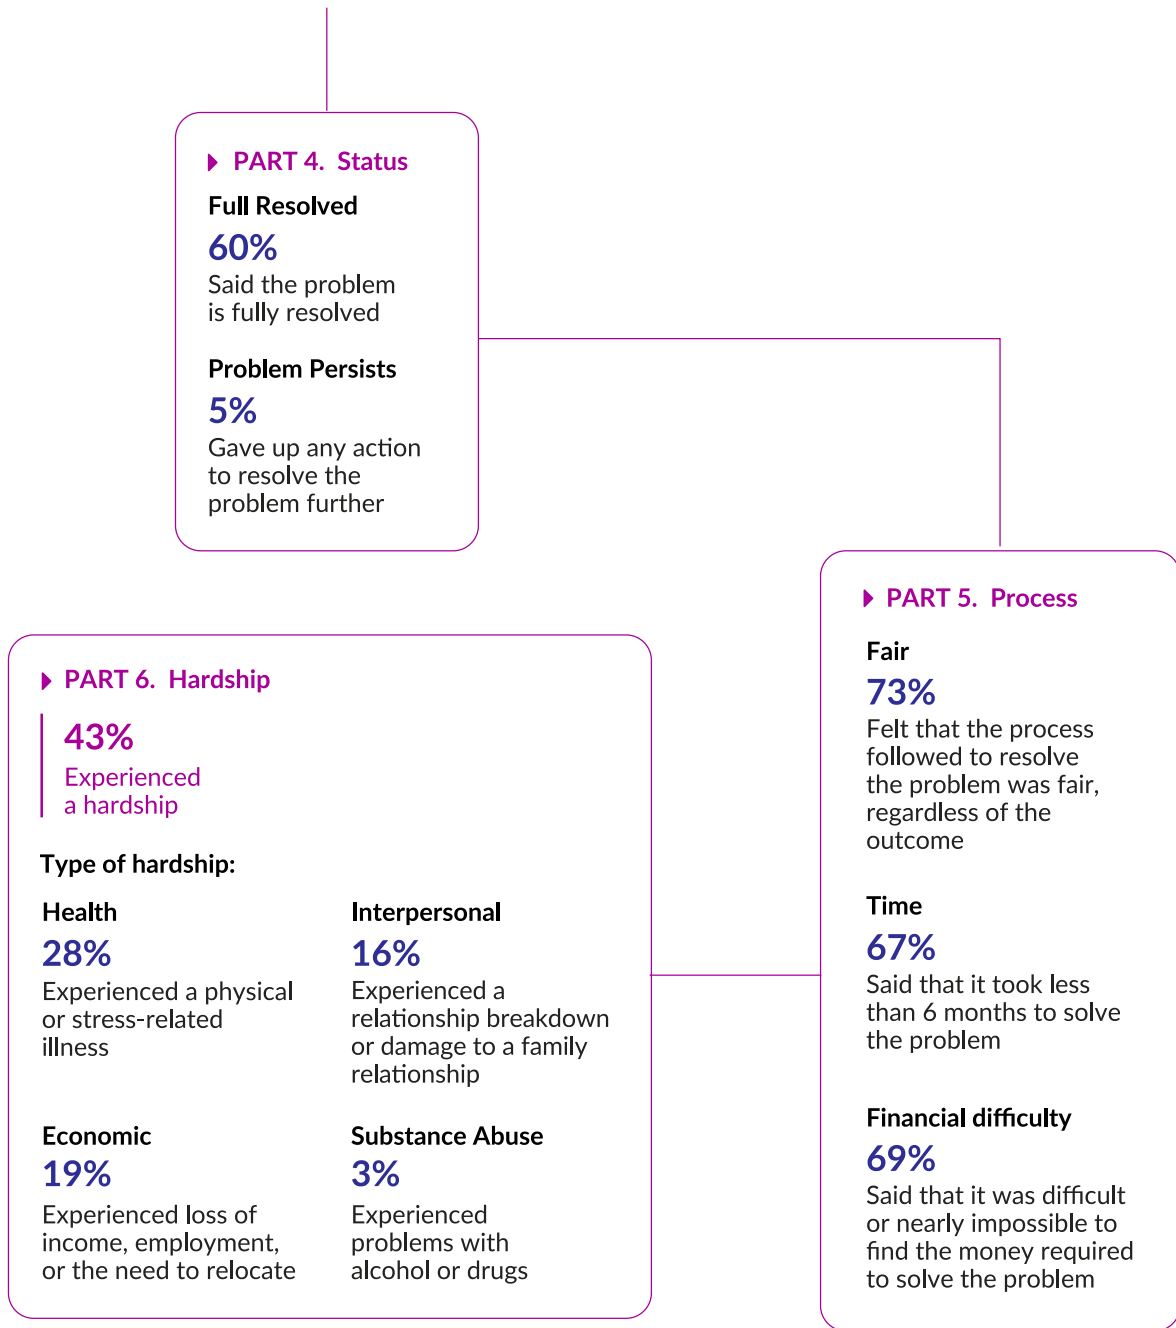 PART 4. Status
Full Resolved
60%
Said the problem
is fully resolved
Problem Persists
5%
Gave up any action
to resolve the
problem further
PART 5. Process
Fair
73%
Felt that the process
followed to resolve
the problem was fair,
regardless of the
outcome
Time
67%
Said that it took less
than 6 months to solve
the problem
Financial difficulty
69%
Said that it was difficult
or nearly impossible to
find the money required
to solve the problem
PART 6. Hardship
43%
Experienced
a hardship
Type of hardship:
Health
28%
Experienced a physical
or stress-related
illness
Interpersonal
16%
Experienced a
relationship breakdown
or damage to a family
relationship
Economic
19%
Experienced loss of
income, employment,
or the need to relocate
Substance Abuse
3%
Experienced
problems with
alcohol or drugs